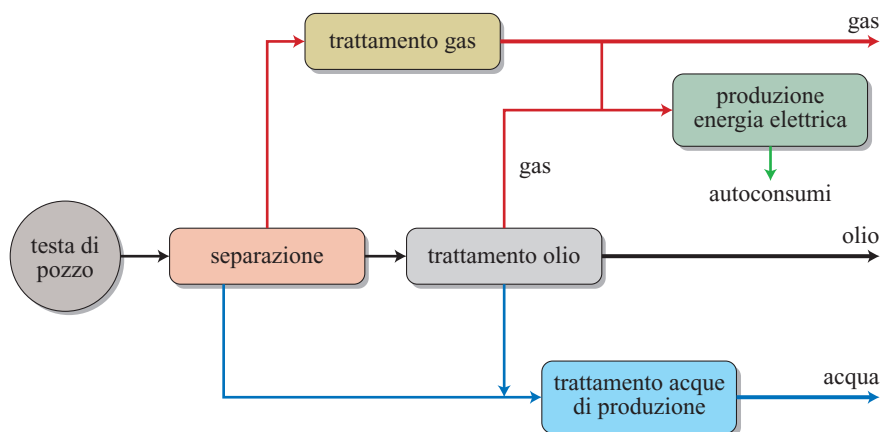 gas
trattamento gas
produzione
energia elettrica
gas
autoconsumi
olio
testa di
pozzo
separazione
trattamento olio
acqua
trattamento acque
di produzione